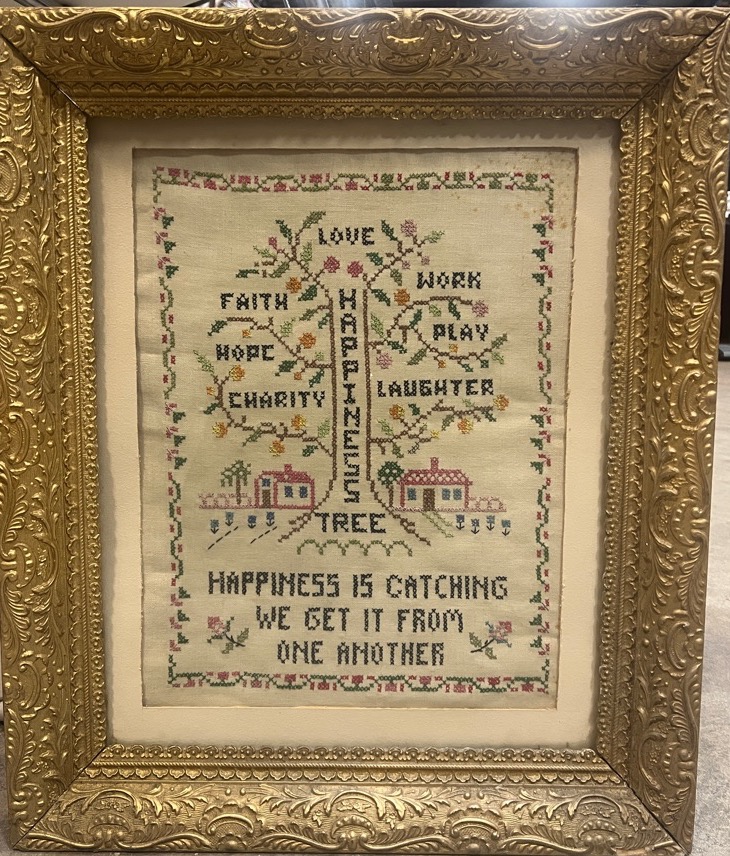 LOVE
WORK
FAITH
PLAY
HOPE
CHARITY
LAUGHTER
HAPPINESS
TREE
HAPPINESS IS CATCHING
WE GET IT FROM
ONE ANOTHER